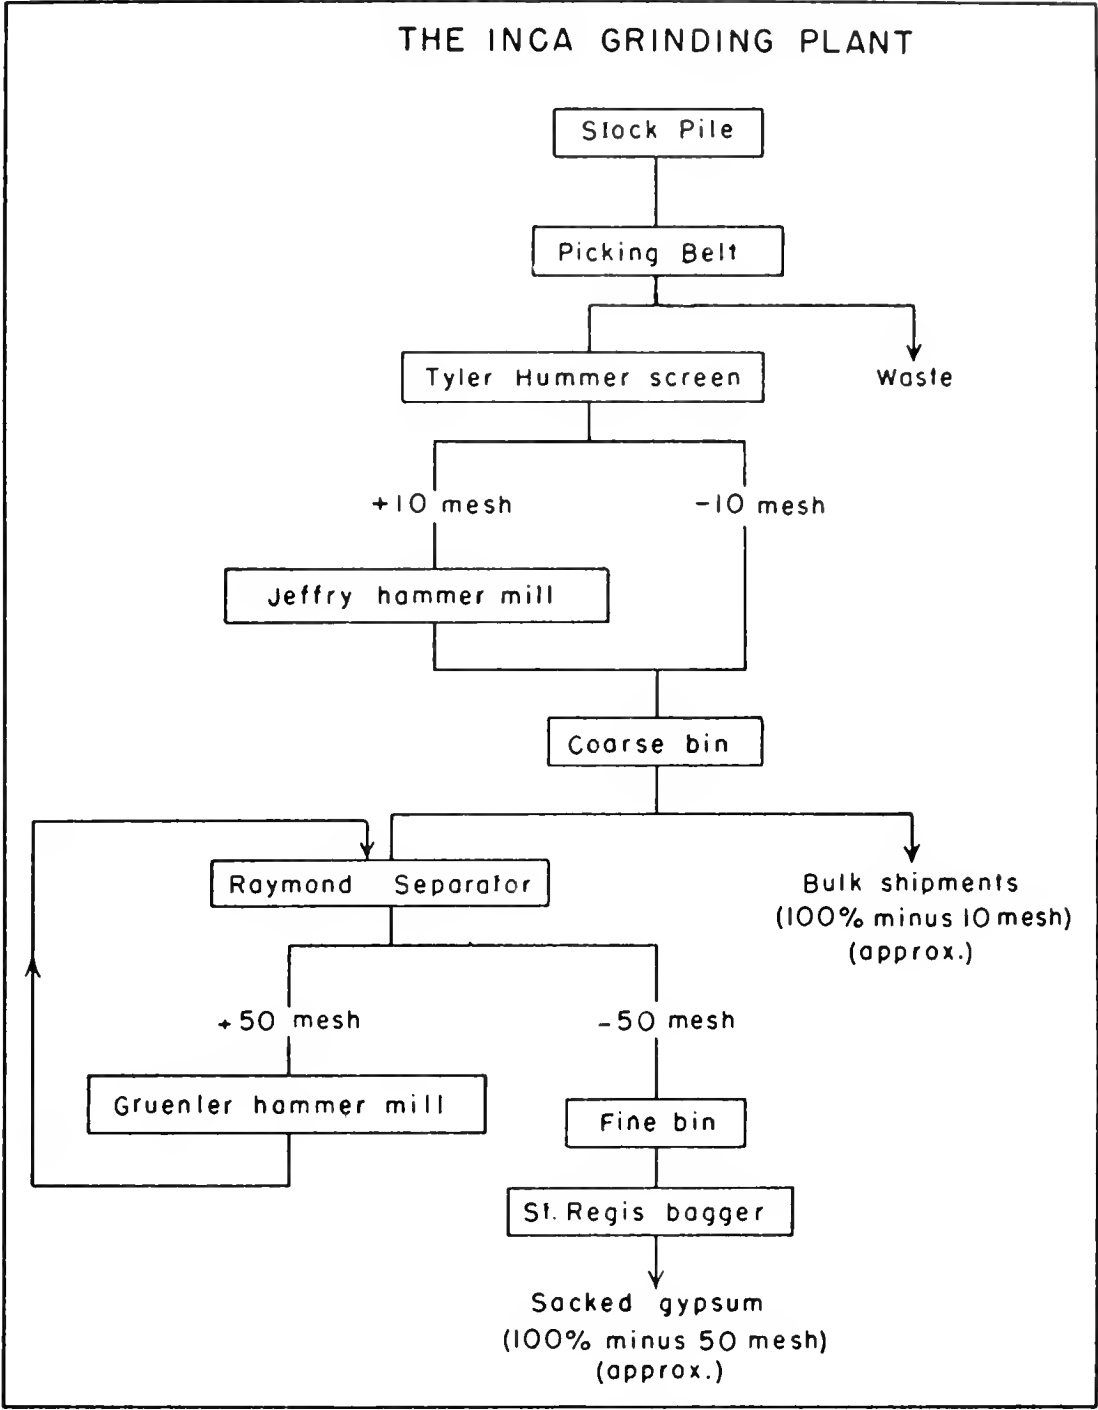 THE INCA GRINDING PLANT
Stock Pile
Picking Belt
Tyler Hummer screen
Waste
+10 mesh
-10 mesh
Jeffry hammer mill
Coarse bin
Raymond Separator
Bulk shipments
(100% minus 10 mesh)
(approx.)
+50 mesh
-50 mesh
Gruenler hammer mill
Fine bin
St. Regis bagger
Sacked gypsum
(100% minus 50 mesh)
(approx.)